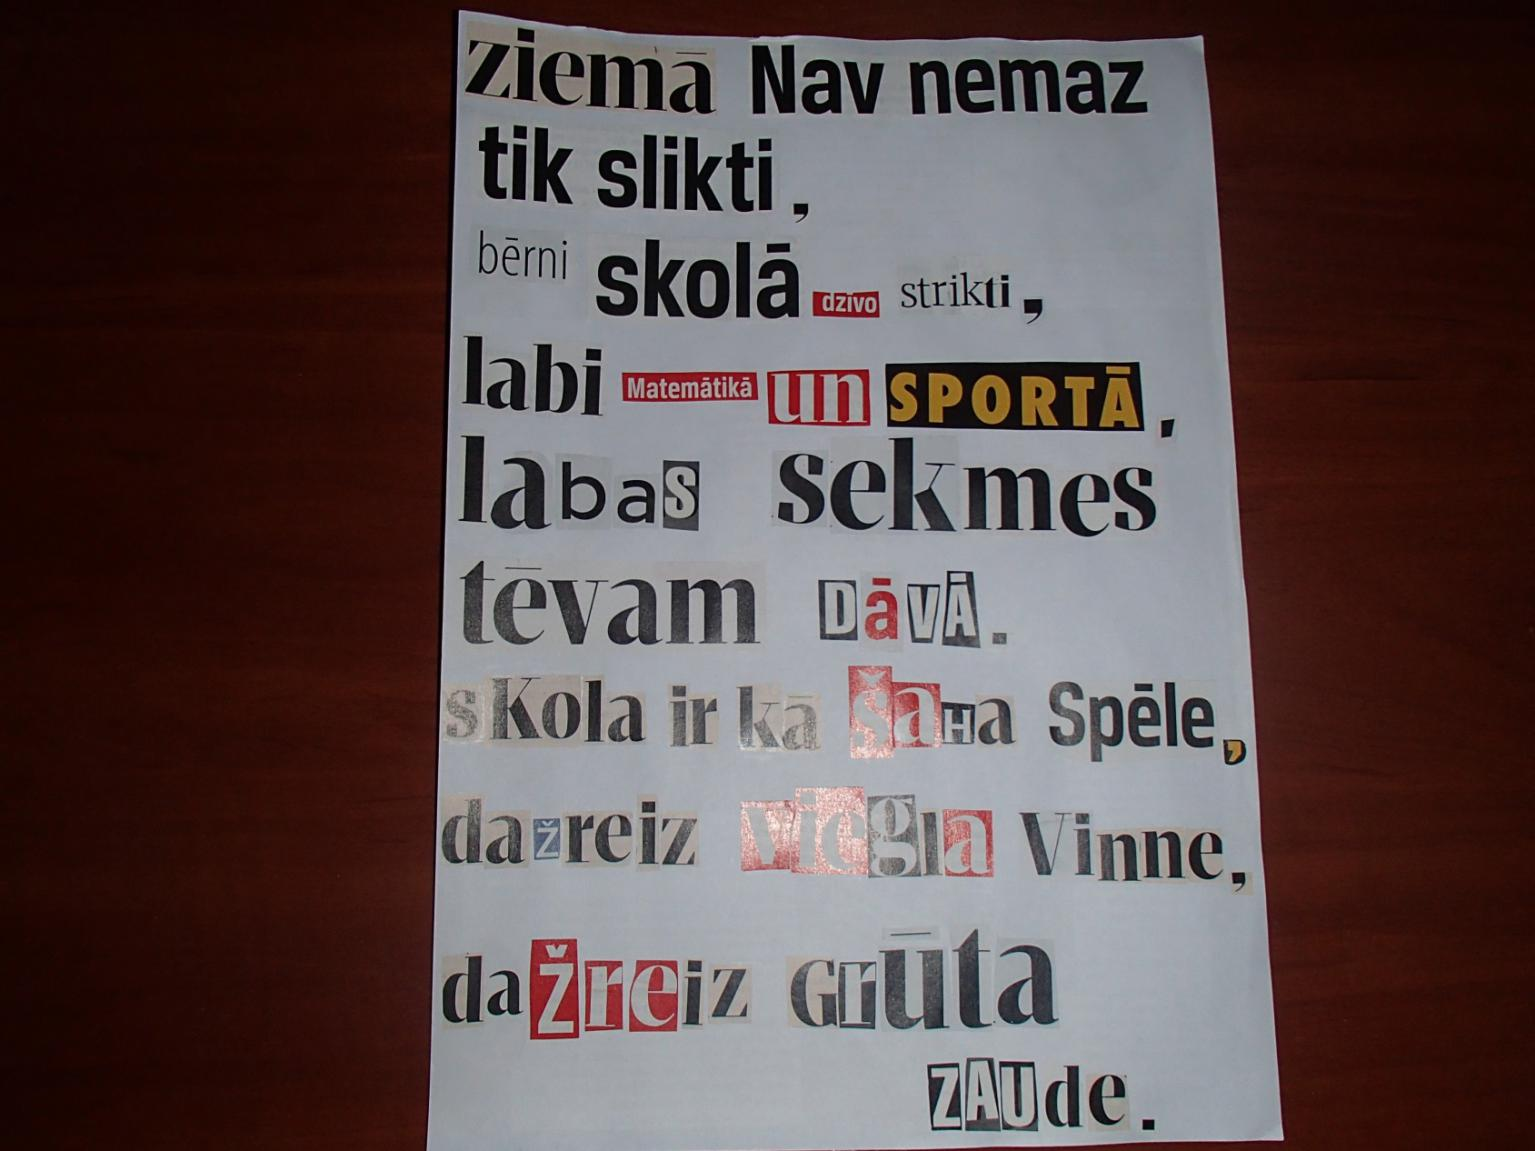 ziemā Nav nemaz
tik slikti,
bērni skolā dzīvo strikti,
labi Matemātikā un SPORTĀ,
labas sekmes
tēvam DāVĀ.
sKola ir kā šaHa Spēle,
dažreiz viegla Vinne,
daŽreiz Grūta
ZAUde.